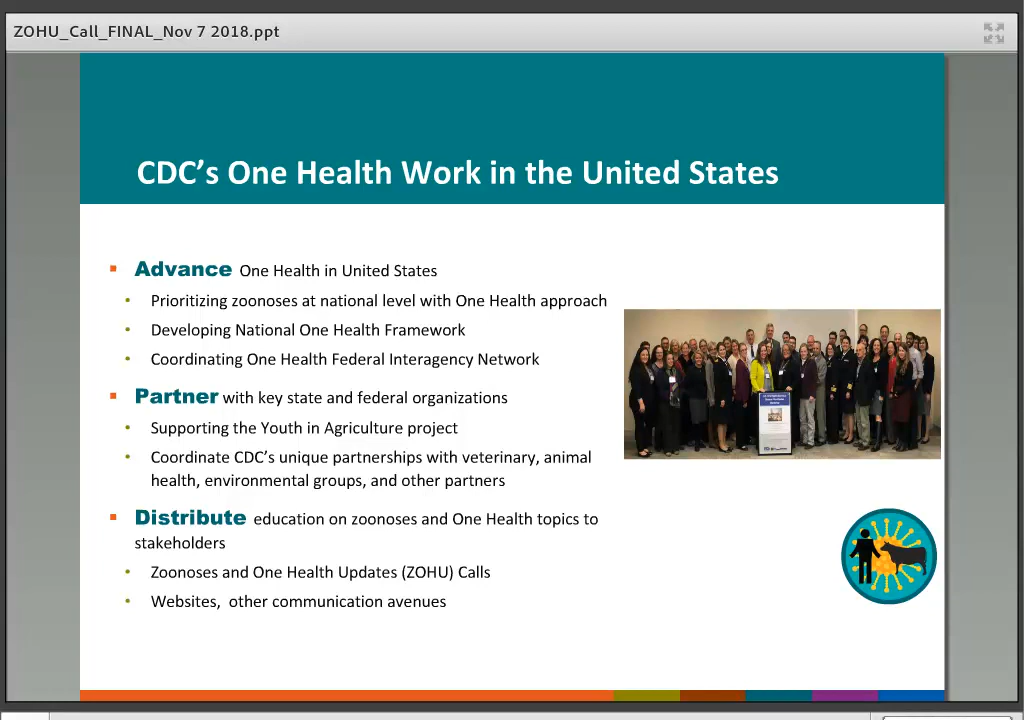 ZOHU_Call_FINAL_Nov 7 2018.ppt
CDC's One Health Work in the United States
▪ Advance One Health in United States
• Prioritizing zoonoses at national level with One Health approach
• Developing National One Health Framework
• Coordinating One Health Federal Interagency Network
▪ Partner with key state and federal organizations
• Supporting the Youth in Agriculture project
• Coordinate CDC's unique partnerships with veterinary, animal
health, environmental groups, and other partners
▪ Distribute education on zoonoses and One Health topics to
stakeholders
• Zoonoses and One Health Updates (ZOHU) Calls
• Websites, other communication avenues